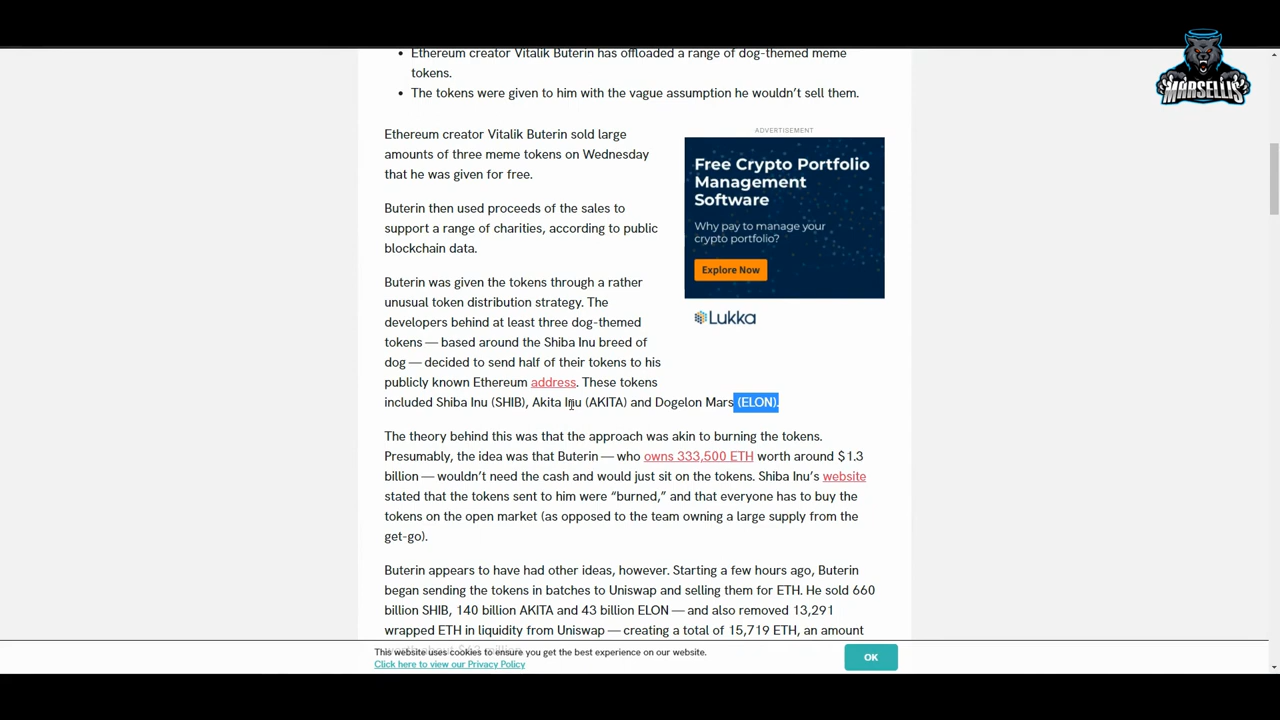 Ethereum creator Vitalik Buterin has offloaded a range of dog-themed meme
tokens.
The tokens were given to him with the vague assumption he wouldn't sell them.
MARSELLIS
Ethereum creator Vitalik Buterin sold large
amounts of three meme tokens on Wednesday
that he was given for free.
Buterin then used proceeds of the sales to
support a range of charities, according to public
blockchain data.
Buterin was given the tokens through a rather
unusual token distribution strategy. The
developers behind at least three dog-themed
tokens — based around the Shiba Inu breed of
dog — decided to send half of their tokens to his
publicly known Ethereum address. These tokens
included Shiba Inu (SHIB), Akita Inu (AKITA) and Dogelon Mars (ELON).
ADVERTISEMENT
Free Crypto Portfolio
Management
Software
Why pay to manage your
crypto portfolio?
Explore Now
Lukka
The theory behind this was that the approach was akin to burning the tokens.
Presumably, the idea was that Buterin — who owns 333,500 ETH worth around $1.3
billion — wouldn't need the cash and would just sit on the tokens. Shiba Inu's website
stated that the tokens sent to him were “burned,” and that everyone has to buy the
tokens on the open market (as opposed to the team owning a large supply from the
get-go).
Buterin appears to have had other ideas, however. Starting a few hours ago, Buterin
began sending the tokens in batches to Uniswap and selling them for ETH. He sold 660
billion SHIB, 140 billion AKITA and 43 billion ELON — and also removed 13,291
wrapped ETH in liquidity from Uniswap — creating a total of 15,719 ETH, an amount
This website uses cookies to ensure you get the best experience on our website.
Click here to view our Privacy Policy
OK